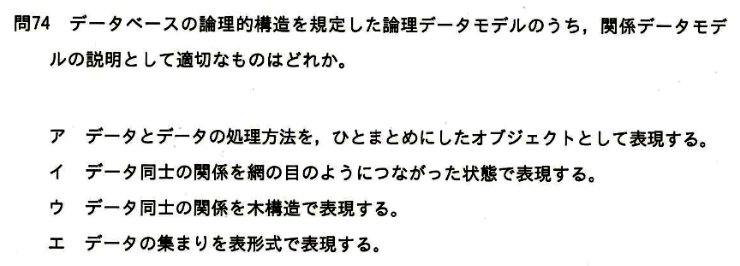 問74 データベースの論理的構造を規定した論理データモデルのうち，関係データモデ
ルの説明として適切なものはどれか。
ア データとデータの処理方法を，ひとまとめにしたオブジェクトとして表現する。
イ データ同士の関係を網の目のようにつながった状態で表現する。
ウ データ同士の関係を木構造で表現する。
エ データの集まりを表形式で表現する。